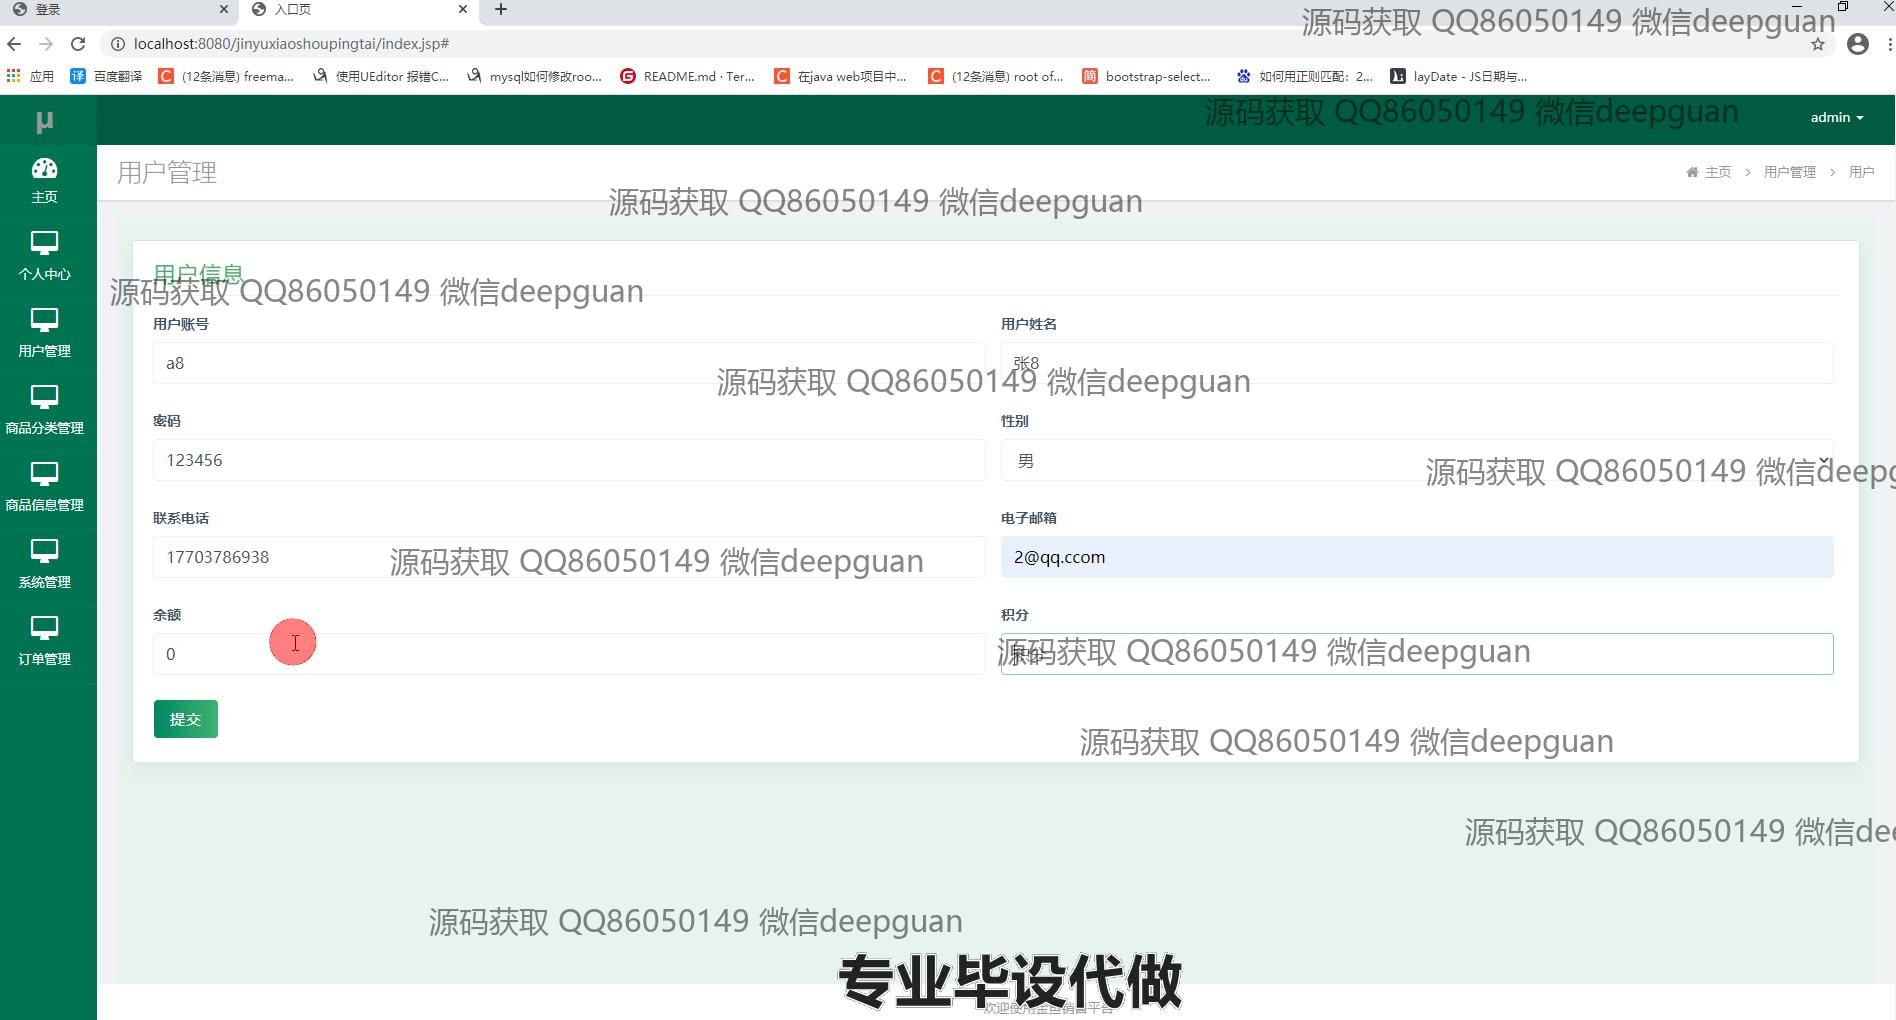 登录
入口页
源码获取 QQ86050149 微信deepguan
localhost:8080/jinyuxiaoshoupingtai/index.jsp#
应用
百度翻译
(12条消息) freema...
使用UEditor 报错C...
mysql如何修改roo...
README.md · Ter...
在java web项目中...
(12条消息) root of...
bootstrap-select...
如何用正则匹配：2...
layDate - JS日期与...
源码获取 QQ86050149 微信deepguan
µ
admin
主页
用户管理
主页 > 用户管理 > 用户
源码获取 QQ86050149 微信deepguan
个人中心
用户信息
源码获取 QQ86050149 微信deepguan
用户账号
用户姓名
用户管理
a8
张8
源码获取 QQ86050149 微信deepguan
商品分类管理
密码
性别
123456
男
源码获取 QQ86050149 微信deepg
商品信息管理
联系电话
电子邮箱
17703786938
2@qq.ccom
源码获取 QQ86050149 微信deepguan
系统管理
余额
积分
0
源码获取 QQ86050149 微信deepguan
订单管理
提交
源码获取 QQ86050149 微信deepguan
源码获取 QQ86050149 微信dee
源码获取 QQ86050149 微信deepguan
专业毕设代做
欢迎使用金鱼销售平台